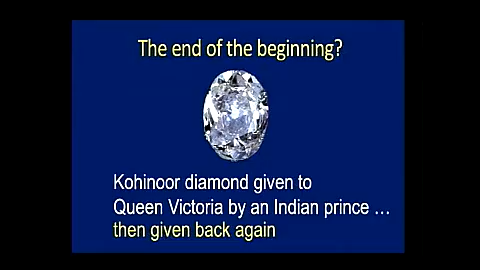 The end of the beginning?
Kohinoor diamond given to
Queen Victoria by an Indian prince …
then given back again